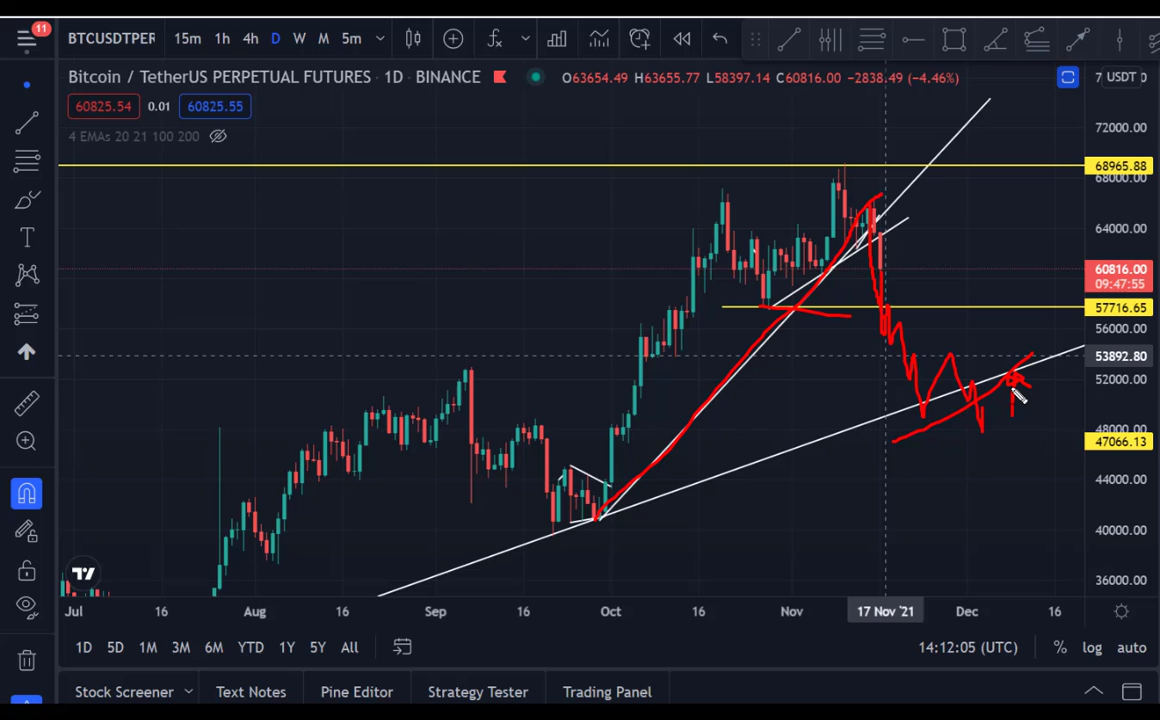 11
BTCUSDTPER 15m 1h 4h D W M 5m
Bitcoin / TetherUS PERPETUAL FUTURES · 1D · BINANCE O63654.49 H63655.77 L58397.14 C60816.00 −2838.49 (−4.46%) USDT
60825.54 0.01 60825.55
4 EMAs 20 21 100 200
72000.00
68965.88
68000.00
64000.00
60816.00
09:47:55
57716.65
56000.00
53892.80
52000.00
48000.00
47066.13
44000.00
40000.00
36000.00
Jul 16 Aug 16 Sep 16 Oct 16 Nov 17 Nov '21 Dec 16
1D 5D 1M 3M 6M YTD 1Y 5Y All 14:12:05 (UTC) % log auto
Stock Screener Text Notes Pine Editor Strategy Tester Trading Panel